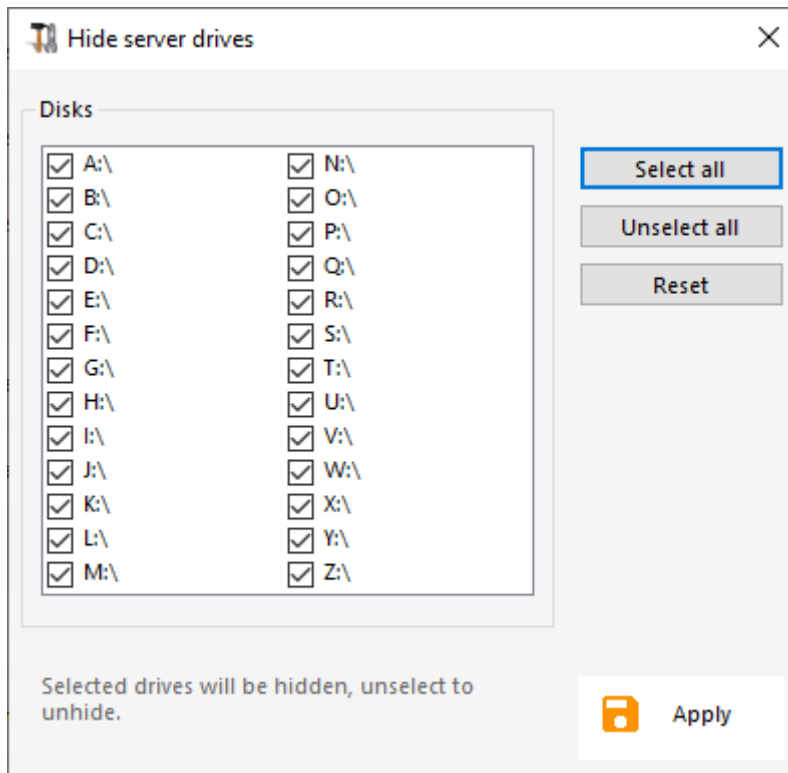 Hide server drives
Disks
A:\
B:\
C:\
D:\
E:\
F:\
G:\
H:\
I:\
J:\
K:\
L:\
M:\
N:\
O:\
P:\
Q:\
R:\
S:\
T:\
U:\
V:\
W:\
X:\
Y:\
Z:\
Select all
Unselect all
Reset
Selected drives will be hidden, unselect to
unhide.
Apply